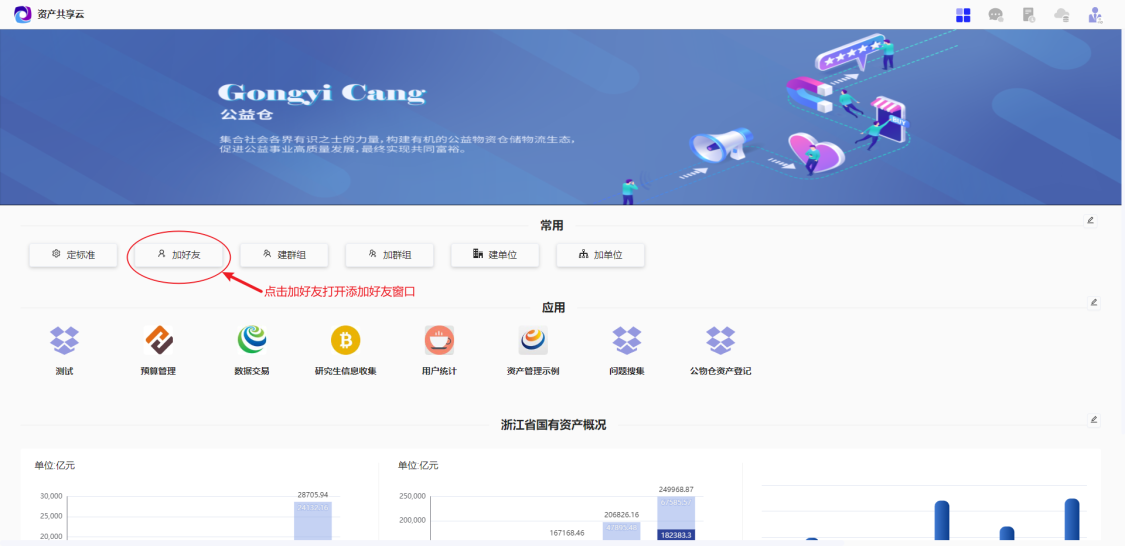 资产共享云
Gongyi Cang
公益仓
集合社会各界有识之士的力量,构建有机的公益物资仓储物流生态,
促进公益事业高质量发展,最终实现共同富裕。
常用
定标准 加好友 建群组 加群组 建单位 加单位
点击加好友打开添加好友窗口
应用
测试 预算管理 数据交易 研究生信息收集 用户统计 资产管理示例 问题搜集 公物仓资产登记
浙江省国有资产概况
单位:亿元 单位:亿元
28705.94 249968.87
30,000 250,000
206826.16
25,000 200,000
167168.46 182383.3
20,000